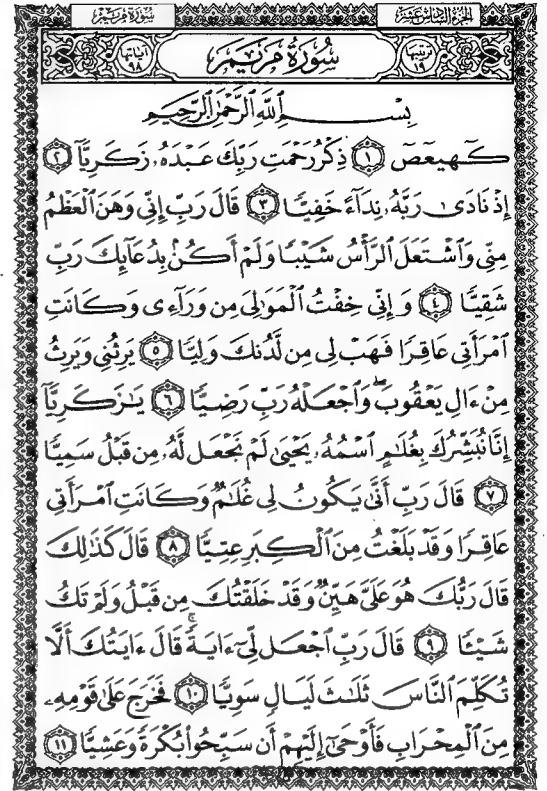 سُورَةُ مَرْيَمَ
الجزء السادس عشر
ترتيبها ١٩
سُورَةُ مَرْيَمَ
آياتها ٩٨
بِسْمِ ٱللَّهِ ٱلرَّحْمَٰنِ ٱلرَّحِيمِ
كٓهيعٓصٓ ١ ذِكْرُ رَحْمَتِ رَبِّكَ عَبْدَهُۥ زَكَرِيَّآ ٢
إِذْ نَادَىٰ رَبَّهُۥ نِدَآءً خَفِيًّا ٣ قَالَ رَبِّ إِنِّى وَهَنَ ٱلْعَظْمُ
مِنِّى وَٱشْتَعَلَ ٱلرَّأْسُ شَيْبًا وَلَمْ أَكُنۢ بِدُعَآئِكَ رَبِّ
شَقِيًّا ٤ وَإِنِّى خِفْتُ ٱلْمَوَٰلِىَ مِن وَرَآءِى وَكَانَتِ
ٱمْرَأَتِى عَاقِرًا فَهَبْ لِى مِن لَّدُنكَ وَلِيًّا ٥ يَرِثُنِى وَيَرِثُ
مِنْ ءَالِ يَعْقُوبَ ۖ وَٱجْعَلْهُ رَبِّ رَضِيًّا ٦ يَٰزَكَرِيَّآ
إِنَّا نُبَشِّرُكَ بِغُلَٰمٍ ٱسْمُهُۥ يَحْيَىٰ لَمْ نَجْعَل لَّهُۥ مِن قَبْلُ سَمِيًّا
٧ قَالَ رَبِّ أَنَّىٰ يَكُونُ لِى غُلَٰمٌ وَكَانَتِ ٱمْرَأَتِى
عَاقِرًا وَقَدْ بَلَغْتُ مِنَ ٱلْكِبَرِ عِتِيًّا ٨ قَالَ كَذَٰلِكَ
قَالَ رَبُّكَ هُوَ عَلَىَّ هَيِّنٌ وَقَدْ خَلَقْتُكَ مِن قَبْلُ وَلَمْ تَكُ
شَيْـًٔا ٩ قَالَ رَبِّ ٱجْعَل لِّىٓ ءَايَةً ۚ قَالَ ءَايَتُكَ أَلَّا
تُكَلِّمَ ٱلنَّاسَ ثَلَٰثَ لَيَالٍ سَوِيًّا ١٠ فَخَرَجَ عَلَىٰ قَوْمِهِۦ
مِنَ ٱلْمِحْرَابِ فَأَوْحَىٰٓ إِلَيْهِمْ أَن سَبِّحُوا۟ بُكْرَةً وَعَشِيًّا ١١